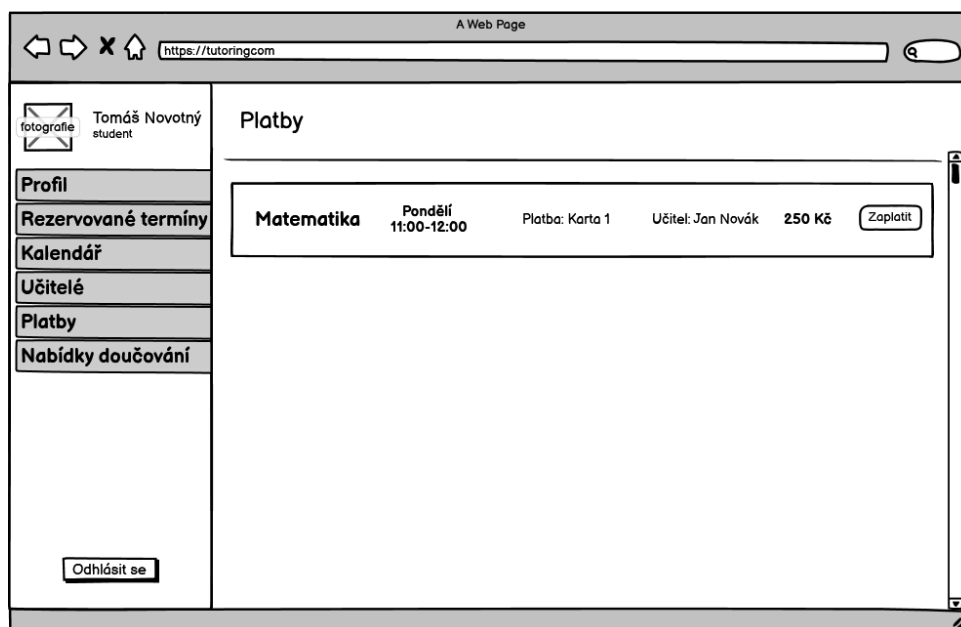 A Web Page
https://tutoringcom
fotografie
Tomáš Novotný
student
Profil
Rezervované termíny
Kalendář
Učitelé
Platby
Nabídky doučování
Odhlásit se
Platby
Matematika
Pondělí
11:00-12:00
Platba: Karta 1
Učitel: Jan Novák
250 Kč
Zaplatit